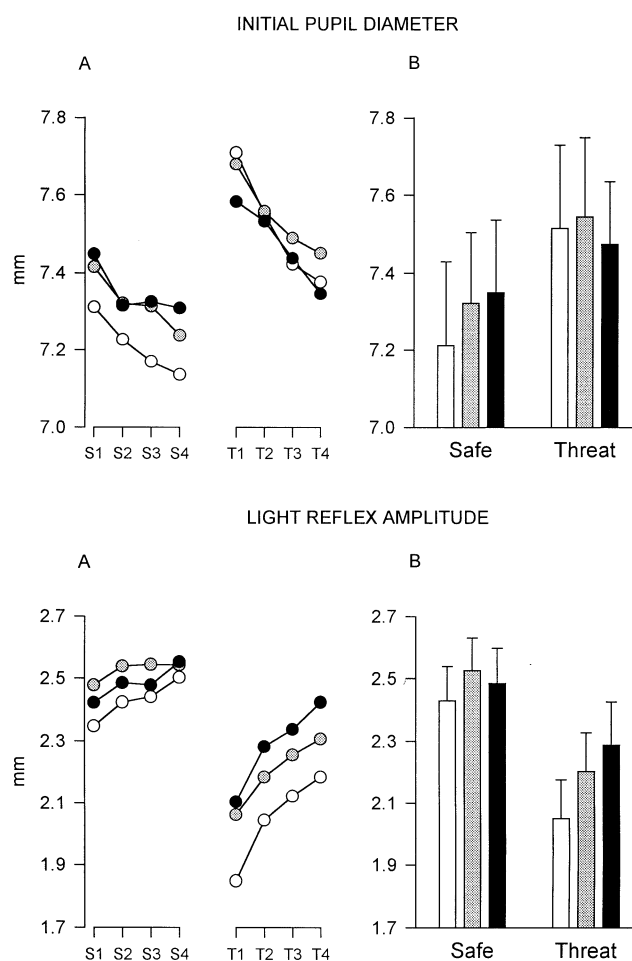 INITIAL PUPIL DIAMETER
A
B
7.8
7.6
7.4
7.2
7.0
mm
S1 S2 S3 S4 T1 T2 T3 T4
7.8
7.6
7.4
7.2
7.0
Safe Threat
LIGHT REFLEX AMPLITUDE
A
B
2.7
2.5
2.3
2.1
1.9
1.7
mm
S1 S2 S3 S4 T1 T2 T3 T4
2.7
2.5
2.3
2.1
1.9
1.7
Safe Threat